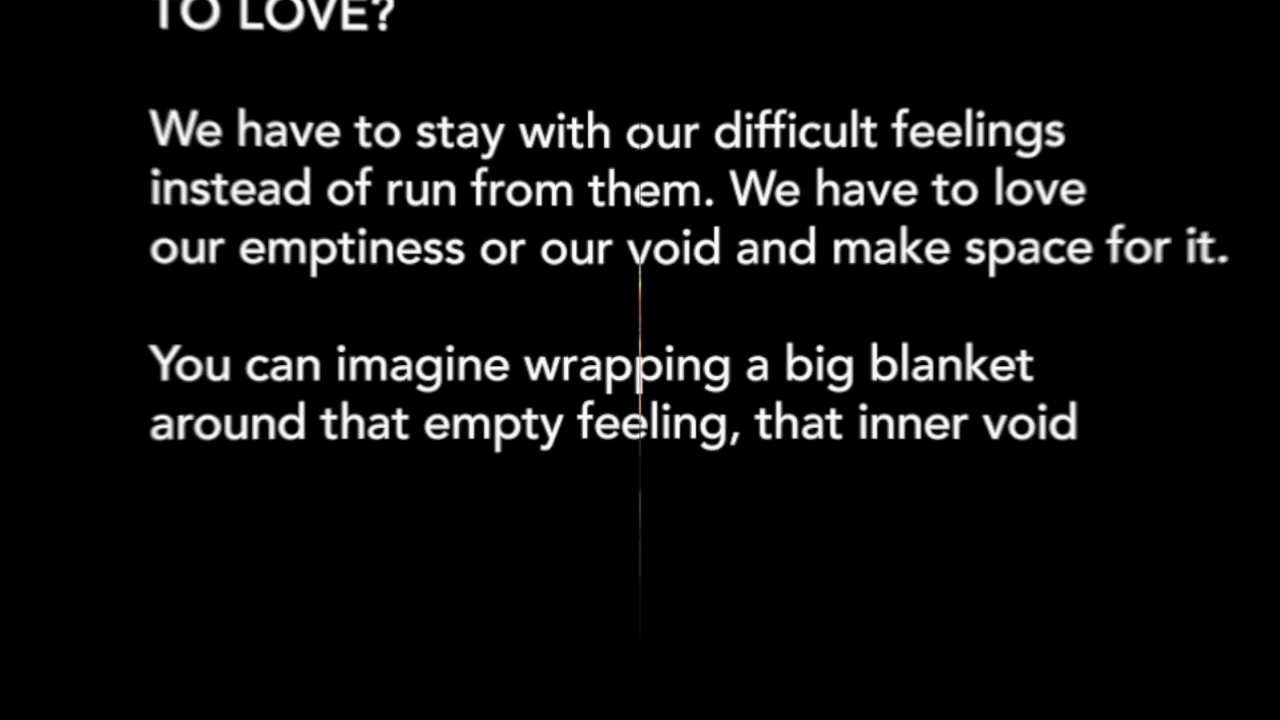 TO LOVE?
We have to stay with our difficult feelings
instead of run from them. We have to love
our emptiness or our void and make space for it.
You can imagine wrapping a big blanket
around that empty feeling, that inner void